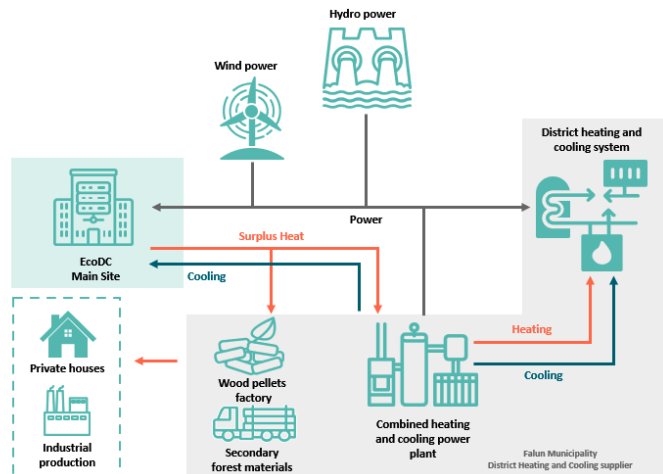 Hydro power
Wind power
District heating and
cooling system
Power
EcoDC
Main Site
Surplus Heat
Cooling
Private houses
Industrial
production
Wood pellets
factory
Secondary
forest materials
Combined heating
and cooling power
plant
Heating
Cooling
Falun Municipality
District Heating and Cooling supplier